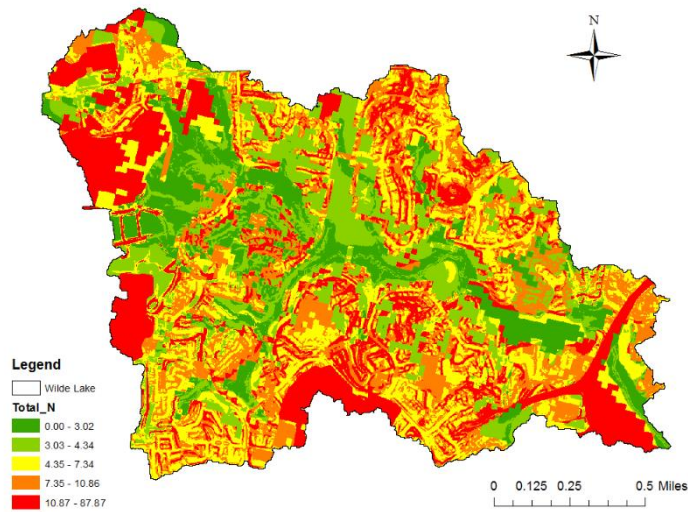 N
Legend
Wilde Lake
Total_N
0.00 - 3.02
3.03 - 4.34
4.35 - 7.34
7.35 - 10.86
10.87 - 87.87
0 0.125 0.25 0.5 Miles